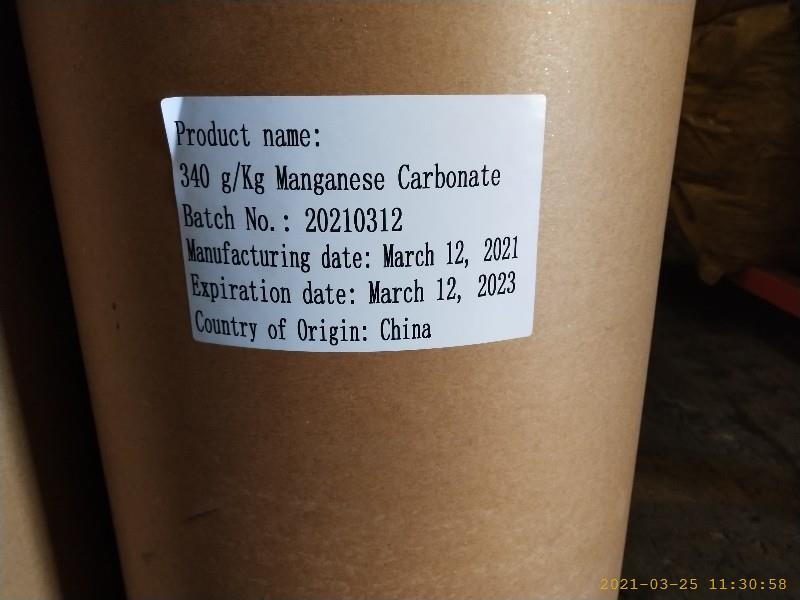 Product name:
340 g/Kg Manganese Carbonate
Batch No.: 20210312
Manufacturing date: March 12, 2021
Expiration date: March 12, 2023
Country of Origin: China
2021-03-25 11:30:58